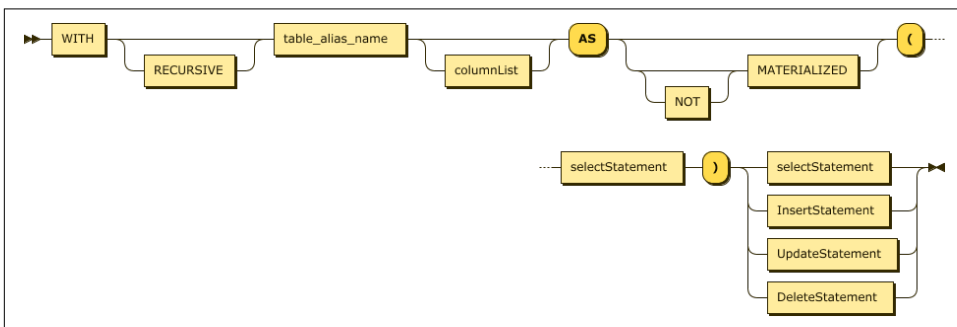 WITH table_alias_name AS (
RECURSIVE columnList MATERIALIZED
NOT
selectStatement ) selectStatement
InsertStatement
UpdateStatement
DeleteStatement